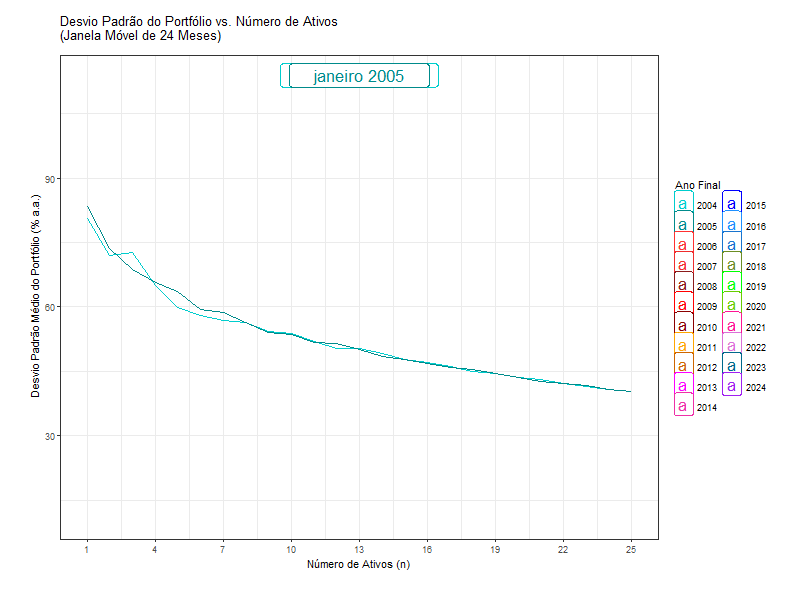 Desvio Padrão do Portfólio vs. Número de Ativos
(Janela Móvel de 24 Meses)
janeiro 2005
Desvio Padrão Médio do Portfólio (% a.a.)
90
60
30
1 4 7 10 13 16 19 22 25
Número de Ativos (n)
Ano Final
a 2004 a 2015
a 2005 a 2016
a 2006 a 2017
a 2007 a 2018
a 2008 a 2019
a 2009 a 2020
a 2010 a 2021
a 2011 a 2022
a 2012 a 2023
a 2013 a 2024
a 2014